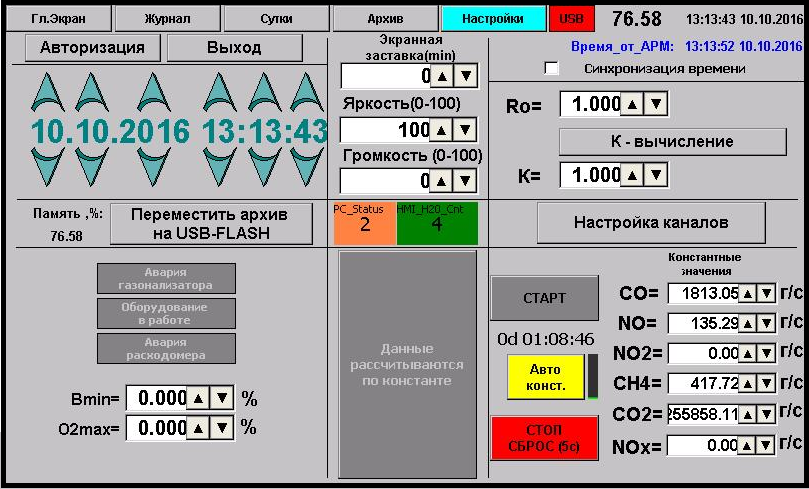 Гл.Экран Журнал Сутки Архив Настройки USB 76.58 13:13:43 10.10.2016
Авторизация Выход
Экранная
заставка(min)
0
Яркость(0-100)
100
Громкость (0-100)
0
Время_от_АРМ: 13:13:52 10.10.2016
Синхронизация времени
Ro= 1.000
К - вычисление
К= 1.000
10.10.2016 13:13:43
Память ,%:
76.58
Переместить архив
на USB-FLASH
PC_Status
2
HMI_H20_Cnt
4
Настройка каналов
Авария
газонализатора
Оборудование
в работе
Авария
расходомера
Bmin= 0.000 %
O2max= 0.000 %
Данные
рассчитываются
по константе
СТАРТ
0d 01:08:46
Авто
конст.
СТОП
СБРОС (5с)
Константные
значения
CO= 1813.05 г/с
NO= 135.29 г/с
NO2= 0.00 г/с
CH4= 417.72 г/с
CO2= 255858.11 г/с
NOx= 0.00 г/с